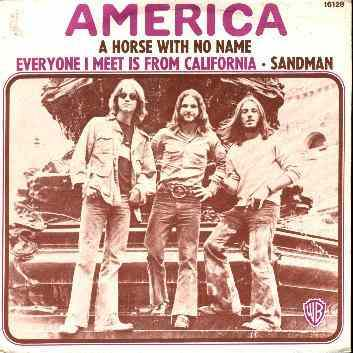 16128
AMERICA
A HORSE WITH NO NAME
EVERYONE I MEET IS FROM CALIFORNIA · SANDMAN
WB